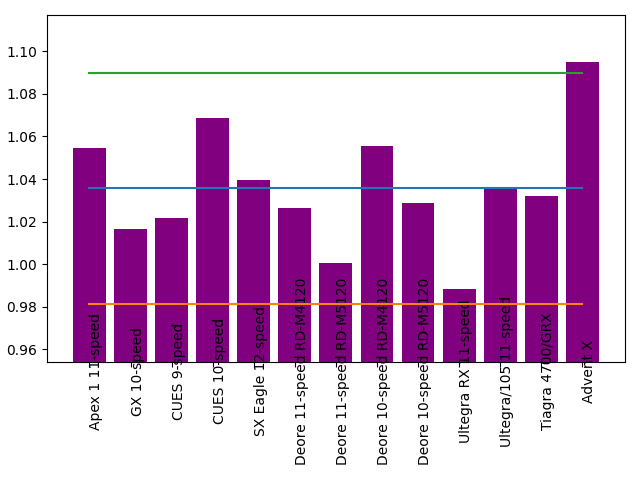 1.10
1.08
1.06
1.04
1.02
1.00
0.98
0.96
Apex 1 11-speed
GX 10-speed
CUES 9-speed
CUES 10-speed
SX Eagle 12-speed
Deore 11-speed RD-M4120
Deore 11-speed RD-M5120
Deore 10-speed RD-M4120
Deore 10-speed RD-M5120
Ultegra RX 11-speed
Ultegra/105 11-speed
Tiagra 4700/GRX
Advent X